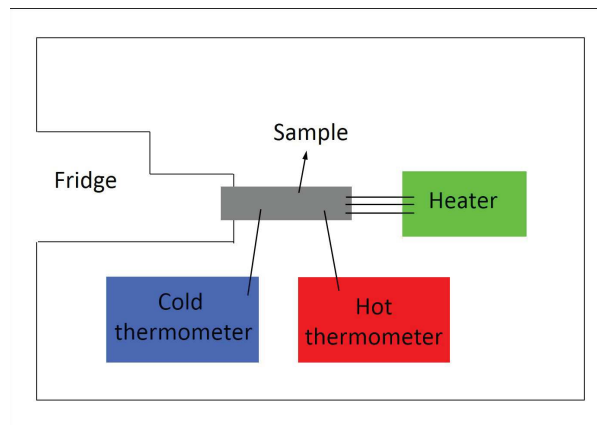 Sample
Fridge
Heater
Cold
thermometer
Hot
thermometer